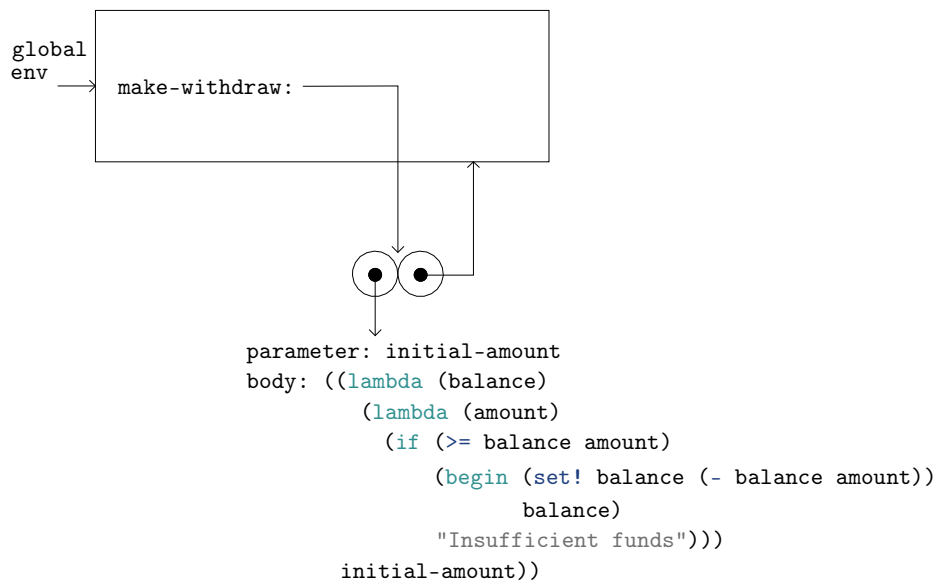 global
env
make-withdraw:
parameter: initial-amount
body: ((lambda (balance)
(lambda (amount)
(if (>= balance amount)
(begin (set! balance (- balance amount))
balance)
"Insufficient funds")))
initial-amount))